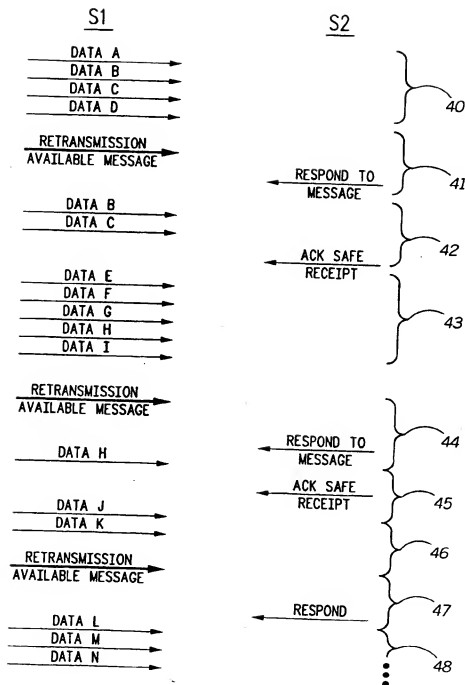 S1 S2
DATA A
DATA B
DATA C
DATA D
40
RETRANSMISSION
AVAILABLE MESSAGE
41
RESPOND TO
MESSAGE
DATA B
DATA C
42
ACK SAFE
RECEIPT
DATA E
DATA F
DATA G
DATA H
DATA I
43
RETRANSMISSION
AVAILABLE MESSAGE
44
RESPOND TO
MESSAGE
DATA H
ACK SAFE
RECEIPT
45
DATA J
DATA K
46
RETRANSMISSION
AVAILABLE MESSAGE
47
RESPOND
DATA L
DATA M
DATA N
48